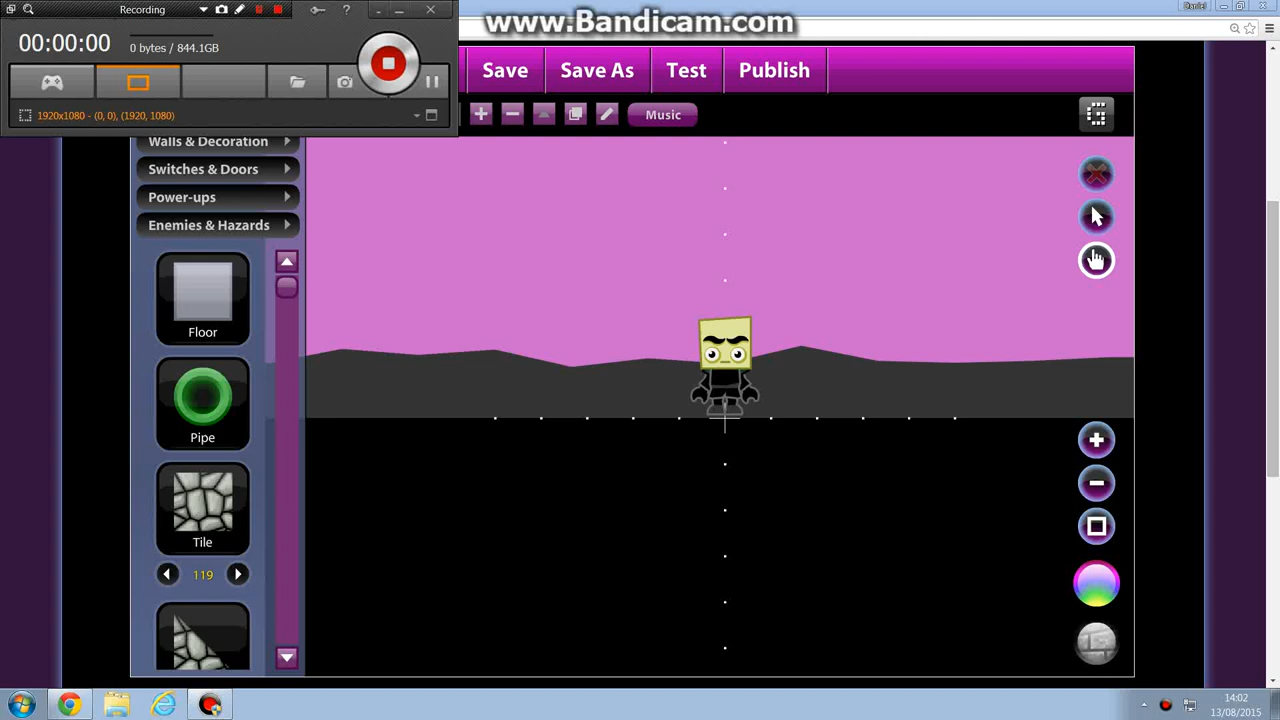 Recording
www.Bandicam.com
Daniel
00:00:00
0 bytes / 844.1GB
1920x1080 - (0, 0), (1920, 1080)
Save
Save As
Test
Publish
Music
Walls & Decoration
Switches & Doors
Power-ups
Enemies & Hazards
Floor
Pipe
Tile
119
14:02
13/08/2015